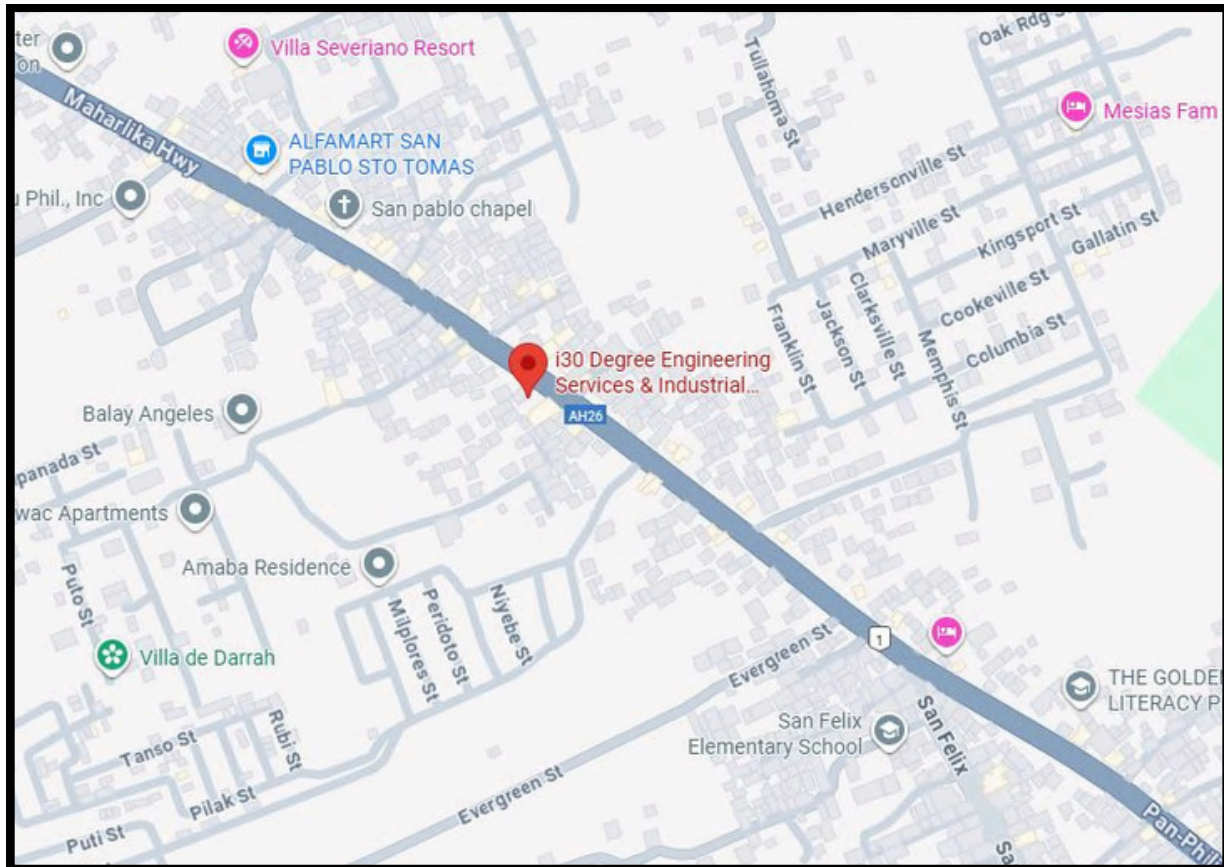 ter
on
Villa Severiano Resort
Maharlika Hwy
ALFAMART SAN
PABLO STO TOMAS
Phil., Inc
San pablo chapel
Tullahoma St
Oak Rdg St
Mesias Fam
Hendersonville St
Maryville St
Kingsport St
Gallatin St
Cookeville St
Columbia St
Clarksville St
Jackson St
Franklin St
Memphis St
i30 Degree Engineering
Services & Industrial...
AH26
Balay Angeles
panada St
wac Apartments
Amaba Residence
Puto St
Niyebe St
Peridoto St
Milplores St
Villa de Darrah
Evergreen St
1
THE GOLDE
LITERACY P
San Felix
Elementary School
San Felix
Rubi St
Tanso St
Pilak St
Evergreen St
Puti St
Pan-Phil
Sa